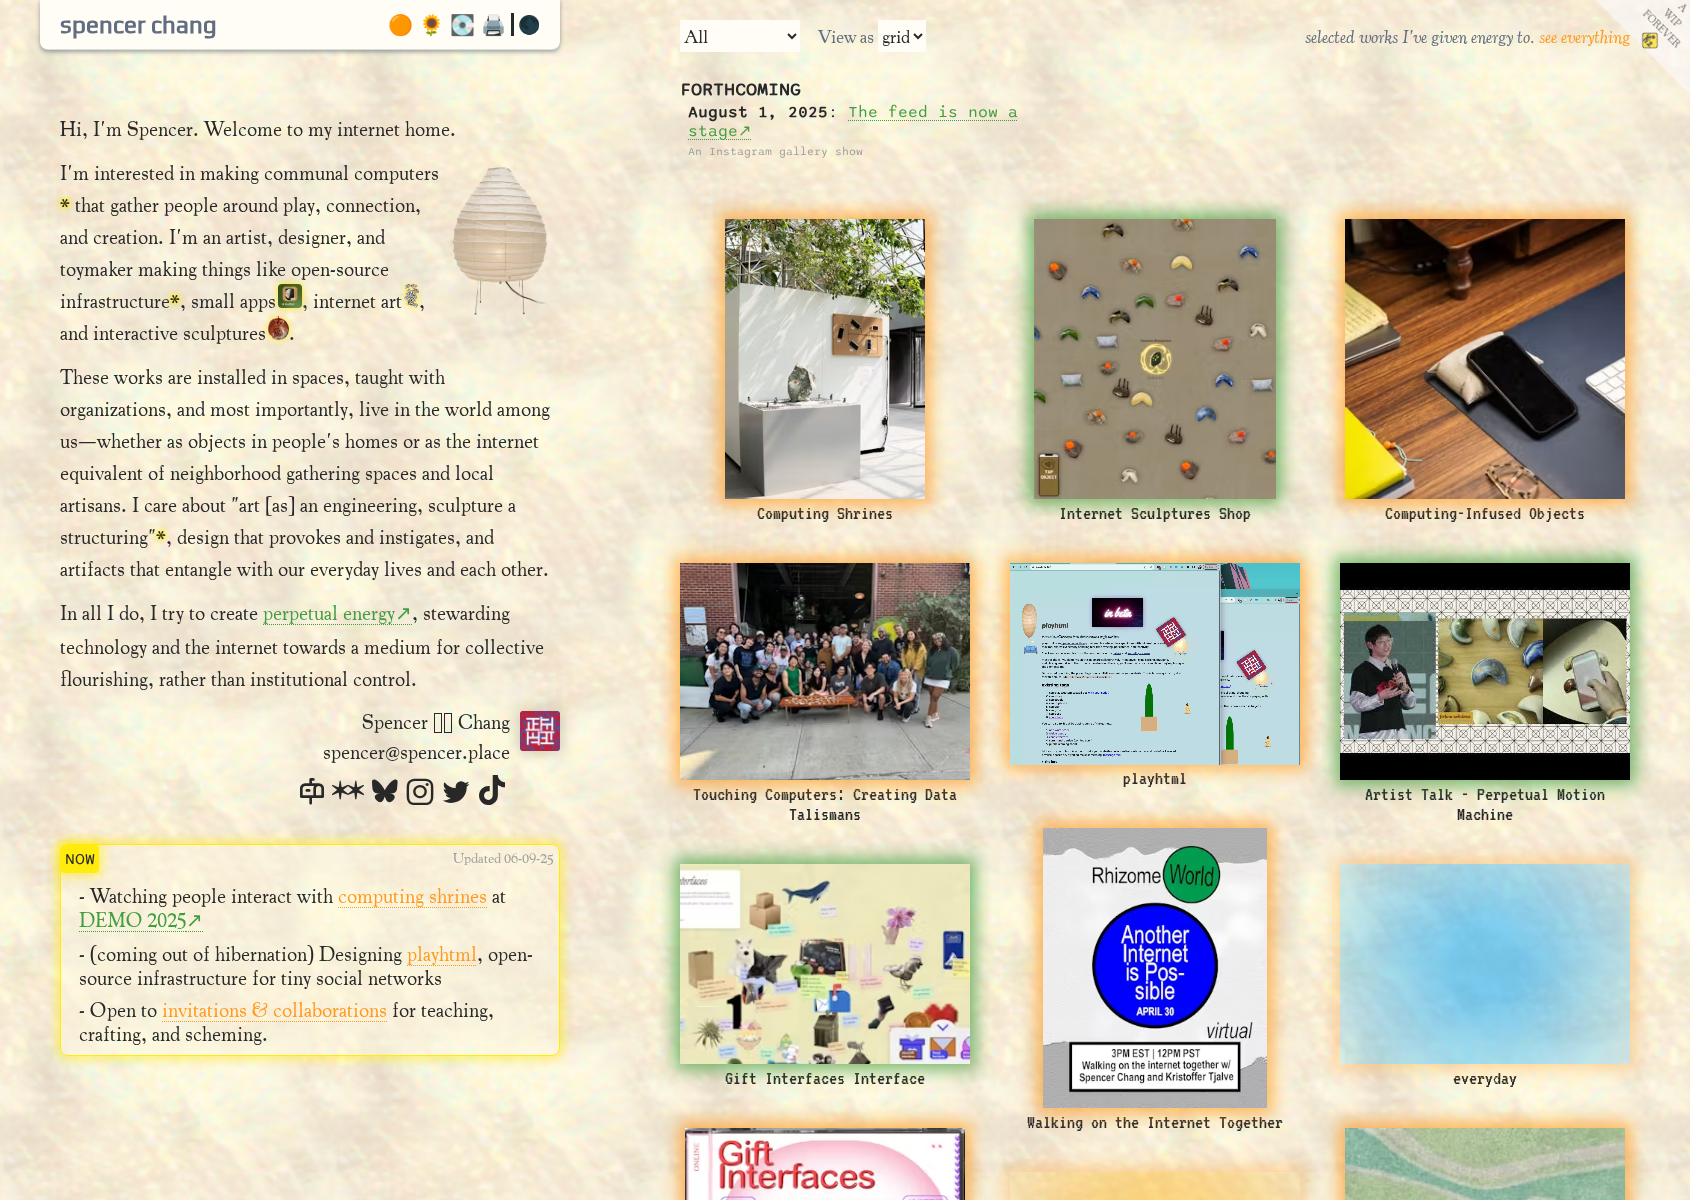 spencer chang
All
View as grid
selected works I've given energy to. see everything
A WIP FOREVER
Hi, I'm Spencer. Welcome to my internet home.
I'm interested in making communal computers
* that gather people around play, connection,
and creation. I'm an artist, designer, and
toymaker making things like open-source
infrastructure*, small apps, internet art,
and interactive sculptures.
These works are installed in spaces, taught with
organizations, and most importantly, live in the world among
us—whether as objects in people's homes or as the internet
equivalent of neighborhood gathering spaces and local
artisans. I care about "art [as] an engineering, sculpture a
structuring"*, design that provokes and instigates, and
artifacts that entangle with our everyday lives and each other.
In all I do, I try to create perpetual energy↗, stewarding
technology and the internet towards a medium for collective
flourishing, rather than institutional control.
Spencer Chang
spencer@spencer.place
NOW
Updated 06-09-25
- Watching people interact with computing shrines at
DEMO 2025↗
- (coming out of hibernation) Designing playhtml, open-
source infrastructure for tiny social networks
- Open to invitations & collaborations for teaching,
crafting, and scheming.
FORTHCOMING
August 1, 2025: The feed is now a
stage↗
An Instagram gallery show
Computing Shrines
TAP
OBJECT
Internet Sculptures Shop
Computing-Infused Objects
Touching Computers: Creating Data
Talismans
in beta
playhtml
playhtml
Artist Talk - Perpetual Motion
Machine
Interfaces
Gift Interfaces Interface
Rhizome World
Another
Internet
is Pos-
sible
APRIL 30
virtual
3PM EST | 12PM PST
Walking on the internet together w/
Spencer Chang and Kristoffer Tjalve
Walking on the Internet Together
everyday
ONLINE
Gift
Interfaces